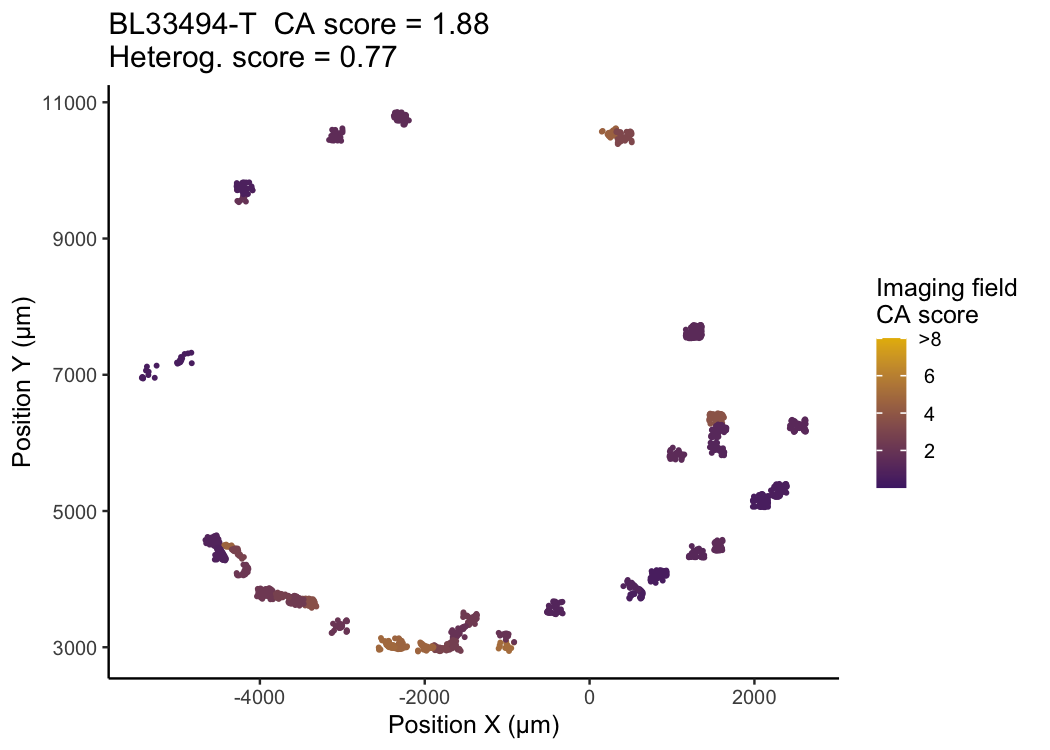 BL33494-T  CA score = 1.88
Heterog. score = 0.77
11000
9000
7000
5000
3000
Position Y (µm)
-4000
-2000
0
2000
Position X (µm)
Imaging field
CA score
>8
6
4
2